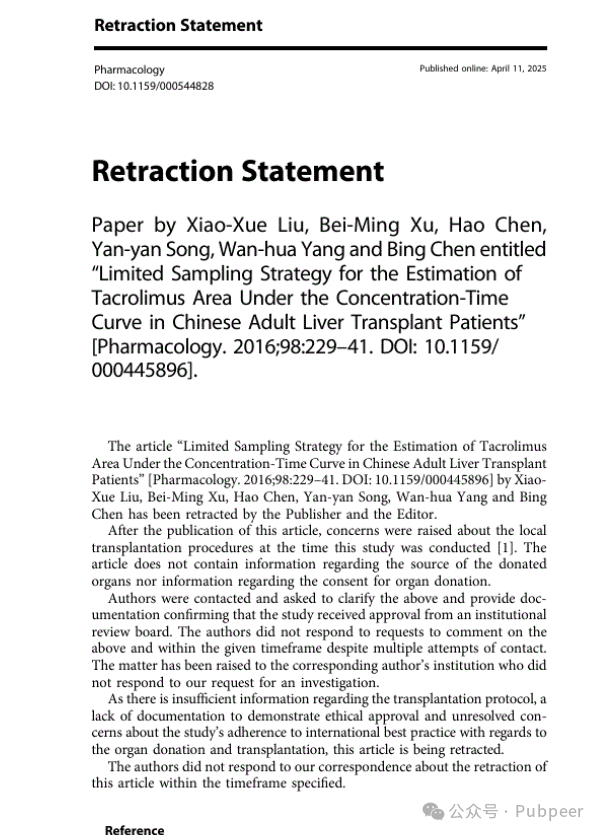 Retraction Statement
Pharmacology
DOI: 10.1159/000544828
Published online: April 11, 2025
Retraction Statement
Paper by Xiao-Xue Liu, Bei-Ming Xu, Hao Chen,
Yan-yan Song, Wan-hua Yang and Bing Chen entitled
“Limited Sampling Strategy for the Estimation of
Tacrolimus Area Under the Concentration-Time
Curve in Chinese Adult Liver Transplant Patients”
[Pharmacology. 2016;98:229–41. DOI: 10.1159/
000445896].
The article “Limited Sampling Strategy for the Estimation of Tacrolimus
Area Under the Concentration-Time Curve in Chinese Adult Liver Transplant
Patients” [Pharmacology. 2016;98:229–41. DOI: 10.1159/000445896] by Xiao-
Xue Liu, Bei-Ming Xu, Hao Chen, Yan-yan Song, Wan-hua Yang and Bing
Chen has been retracted by the Publisher and the Editor.
After the publication of this article, concerns were raised about the local
transplantation procedures at the time this study was conducted [1]. The
article does not contain information regarding the source of the donated
organs nor information regarding the consent for organ donation.
Authors were contacted and asked to clarify the above and provide doc-
umentation confirming that the study received approval from an institutional
review board. The authors did not respond to requests to comment on the
above and within the given timeframe despite multiple attempts of contact.
The matter has been raised to the corresponding author’s institution who did
not respond to our request for an investigation.
As there is insufficient information regarding the transplantation protocol, a
lack of documentation to demonstrate ethical approval and unresolved con-
cerns about the study’s adherence to international best practice with regards to
the organ donation and transplantation, this article is being retracted.
The authors did not respond to our correspondence about the retraction of
this article within the timeframe specified.
公众号 · Pubpeer
Reference